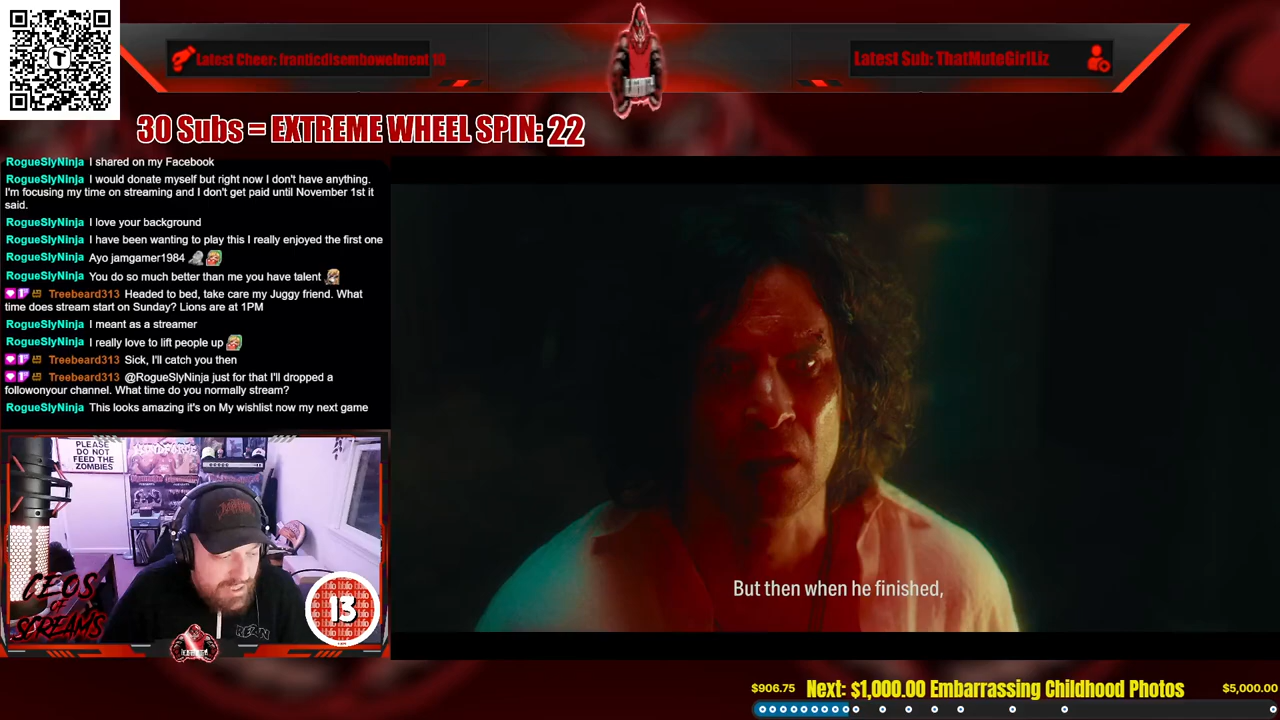 Latest Cheer: franticdisembowelment 10
Latest Sub: ThatMuteGirlLiz
30 Subs = EXTREME WHEEL SPIN: 22
RogueSlyNinja I shared on my Facebook
RogueSlyNinja I would donate myself but right now I don't have anything.
I'm focusing my time on streaming and I don't get paid until November 1st it
said.
RogueSlyNinja I love your background
RogueSlyNinja I have been wanting to play this I really enjoyed the first one
RogueSlyNinja Ayo jamgamer1984
RogueSlyNinja You do so much better than me you have talent
Treebeard313 Headed to bed, take care my Juggy friend. What
time does stream start on Sunday? Lions are at 1PM
RogueSlyNinja I meant as a streamer
RogueSlyNinja I really love to lift people up
Treebeard313 Sick, I'll catch you then
Treebeard313 @RogueSlyNinja just for that I'll dropped a
followonyour channel. What time do you normally stream?
RogueSlyNinja This looks amazing it's on My wishlist now my next game
PLEASE
DO NOT
FEED THE
ZOMBIES
CEOS
OF
SCREAMS
13
But then when he finished,
$906.75
Next: $1,000.00 Embarrassing Childhood Photos
$5,000.00